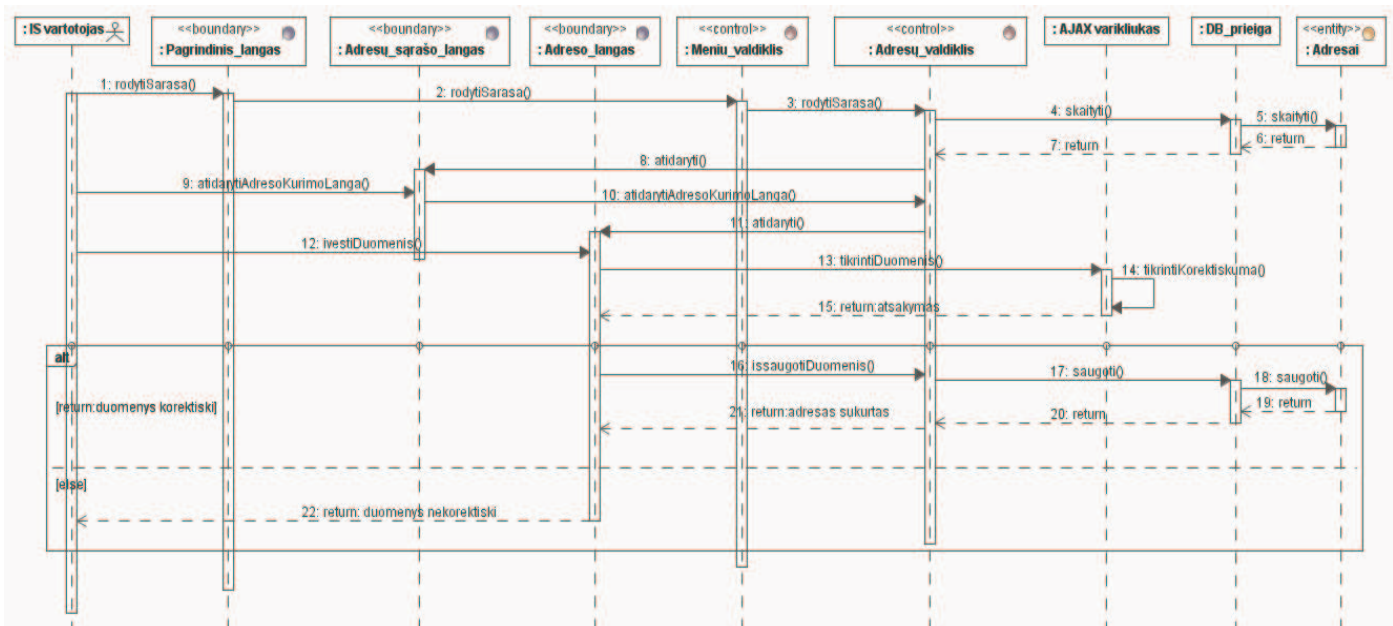 : IS vartotojas
<<boundary>>
: Pagrindinis_langas
<<boundary>>
: Adresų_sąrašo_langas
<<boundary>>
: Adreso_langas
<<control>>
: Meniu_valdiklis
<<control>>
: Adresų_valdiklis
: AJAX varikliukas
: DB_prieiga
<<entity>>
: Adresai
1: rodytiSarasa()
2: rodytiSarasa()
3: rodytiSarasa()
4: skaityti()
5: skaityti()
6: return
7: return
8: atidaryti()
9: atidarytiAdresoKurimoLanga()
10: atidarytiAdresoKurimoLanga()
11: atidaryti()
12: ivestiDuomenis()
13: tikrintiDuomenis()
14: tikrintiKorektiskuma()
15: return:atsakymas
alt
16: issaugotiDuomenis()
17: saugoti()
18: saugoti()
[return:duomenys korektiski]
19: return
20: return
21: return:adresas sukurtas
[else]
22: return: duomenys nekorektiski